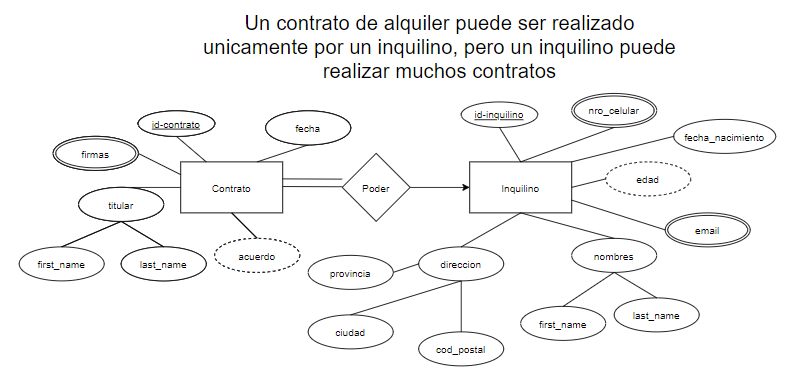 Un contrato de alquiler puede ser realizado
unicamente por un inquilino, pero un inquilino puede
realizar muchos contratos
id-contrato
fecha
firmas
Contrato
titular
first_name
last_name
acuerdo
Poder
id-inquilino
nro_celular
fecha_nacimiento
Inquilino
edad
email
direccion
nombres
provincia
ciudad
cod_postal
first_name
last_name